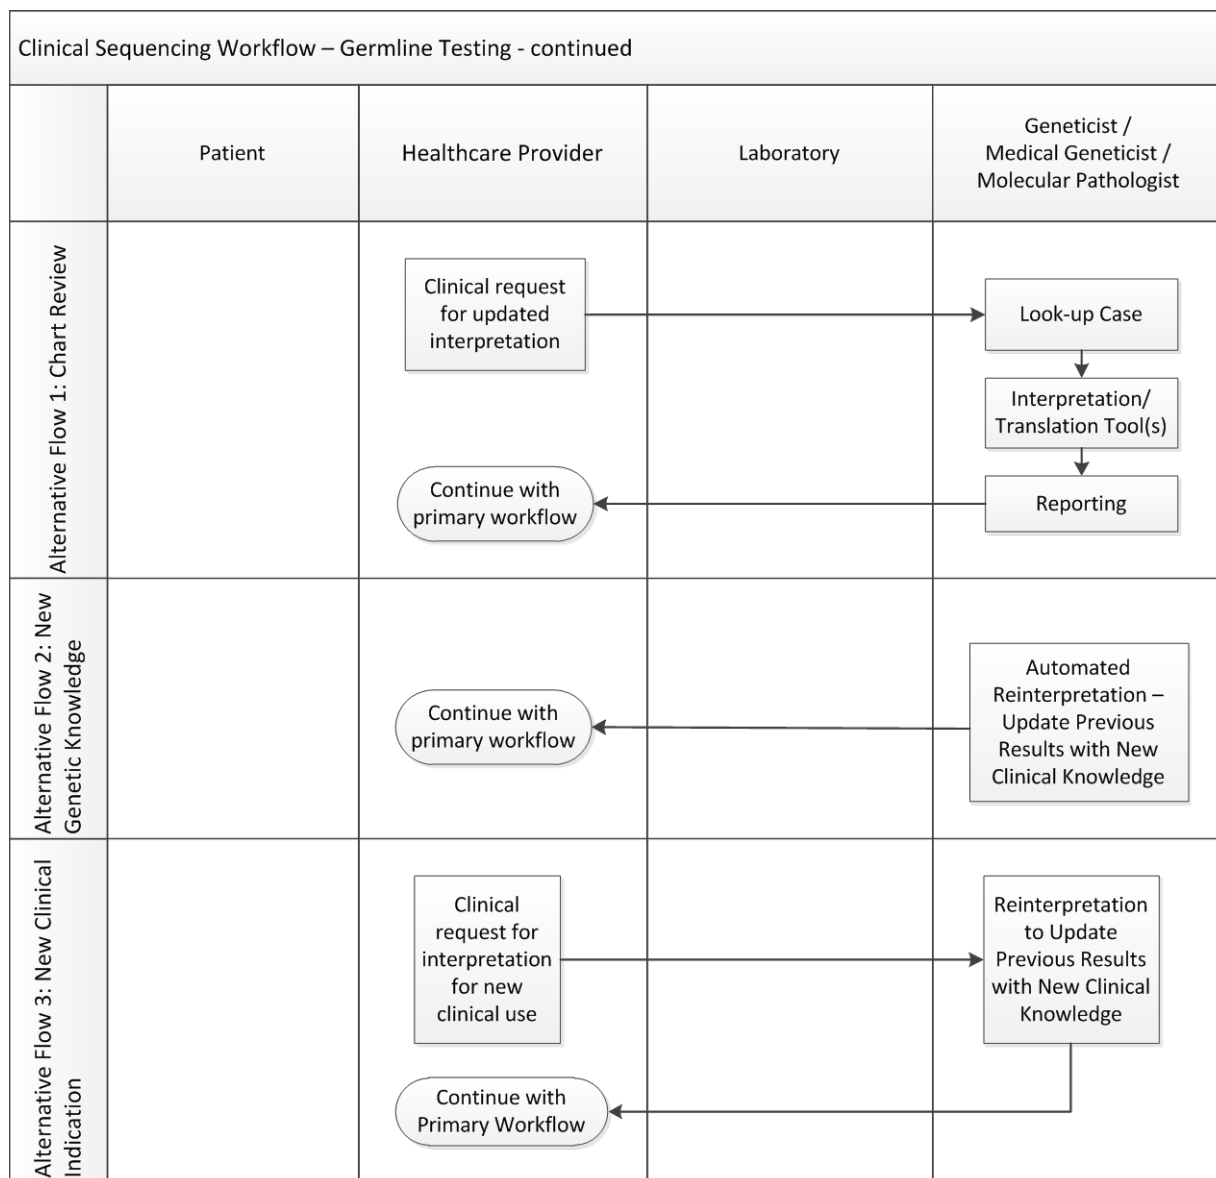 Clinical Sequencing Workflow – Germline Testing - continued
Patient
Healthcare Provider
Laboratory
Geneticist /
Medical Geneticist /
Molecular Pathologist
Alternative Flow 1: Chart Review
Clinical request
for updated
interpretation
Look-up Case
Interpretation/
Translation Tool(s)
Reporting
Continue with
primary workflow
Alternative Flow 2: New
Genetic Knowledge
Automated
Reinterpretation –
Update Previous
Results with New
Clinical Knowledge
Continue with
primary workflow
Alternative Flow 3: New Clinical
Indication
Clinical
request for
interpretation
for new
clinical use
Reinterpretation
to Update
Previous Results
with New Clinical
Knowledge
Continue with
Primary Workflow